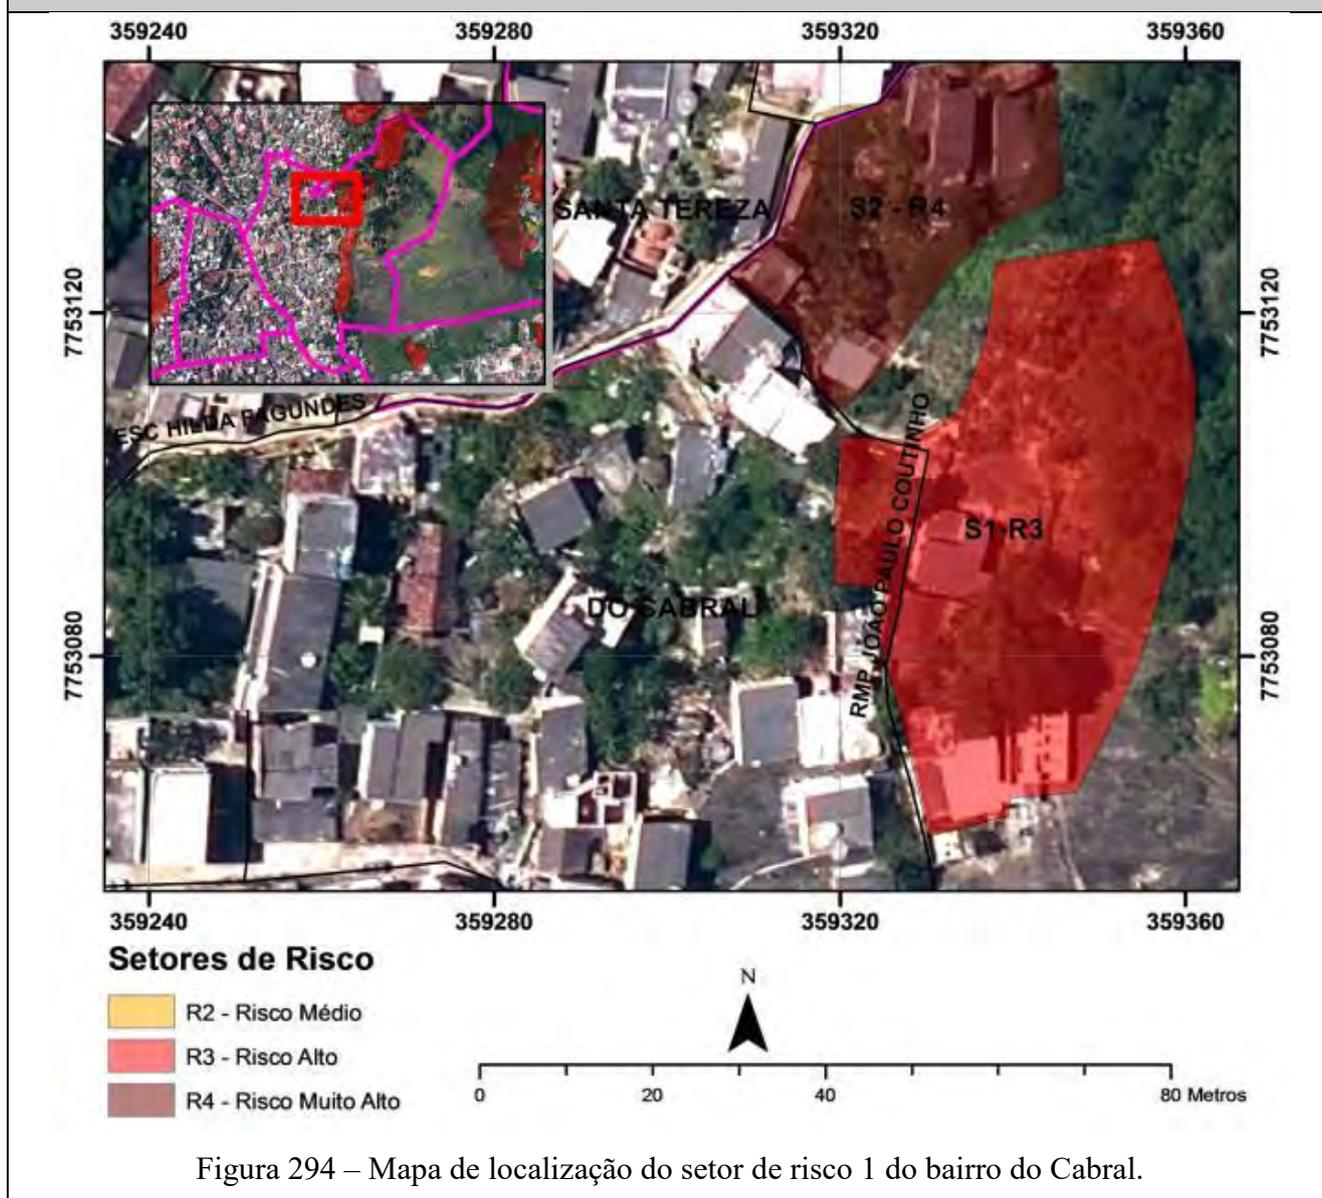 359240 359280 359320 359360
SANTA TEREZA
S2 - R4
7753120
7753120
ESC HILDA FAGUNDES
RMP JOAO PAULO COUTINHO
S1-R3
DO SABRAL
7753080
7753080
359240 359280 359320 359360
Setores de Risco
N
R2 - Risco Médio
R3 - Risco Alto
R4 - Risco Muito Alto
0 20 40 80 Metros
Figura 294 – Mapa de localização do setor de risco 1 do bairro do Cabral.